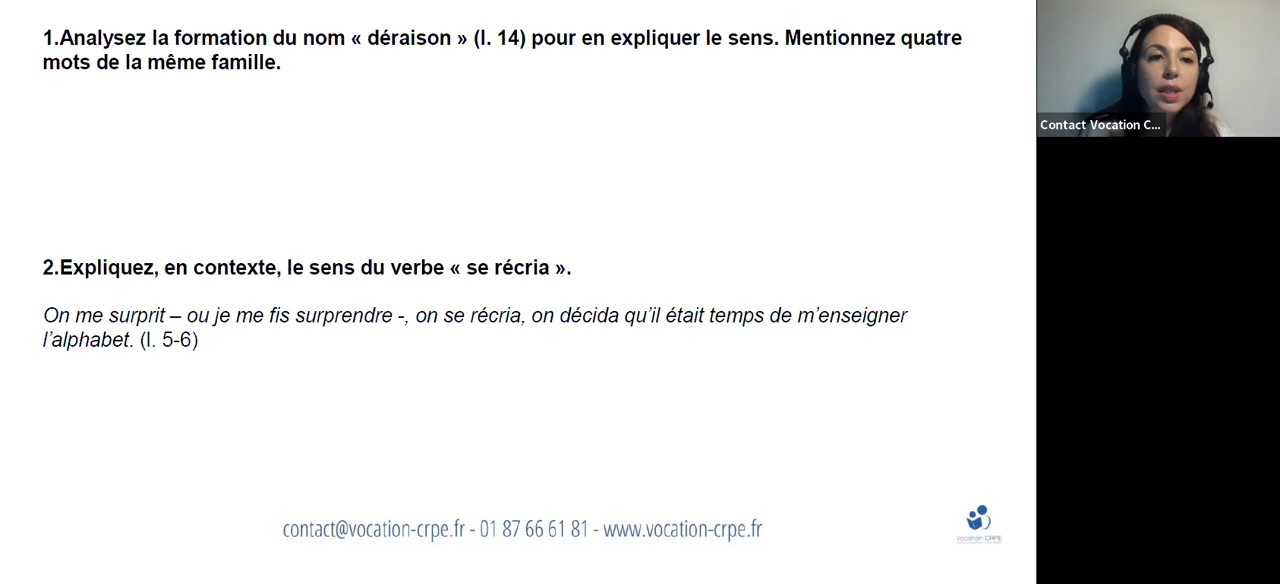 1.Analysez la formation du nom « déraison » (l. 14) pour en expliquer le sens. Mentionnez quatre
mots de la même famille.
Contact Vocation C...
2.Expliquez, en contexte, le sens du verbe « se récria ».
On me surprit – ou je me fis surprendre -, on se récria, on décida qu'il était temps de m'enseigner
l'alphabet. (l. 5-6)
contact@vocation-crpe.fr - 01 87 66 61 81 - www.vocation-crpe.fr
Vocation CRPE